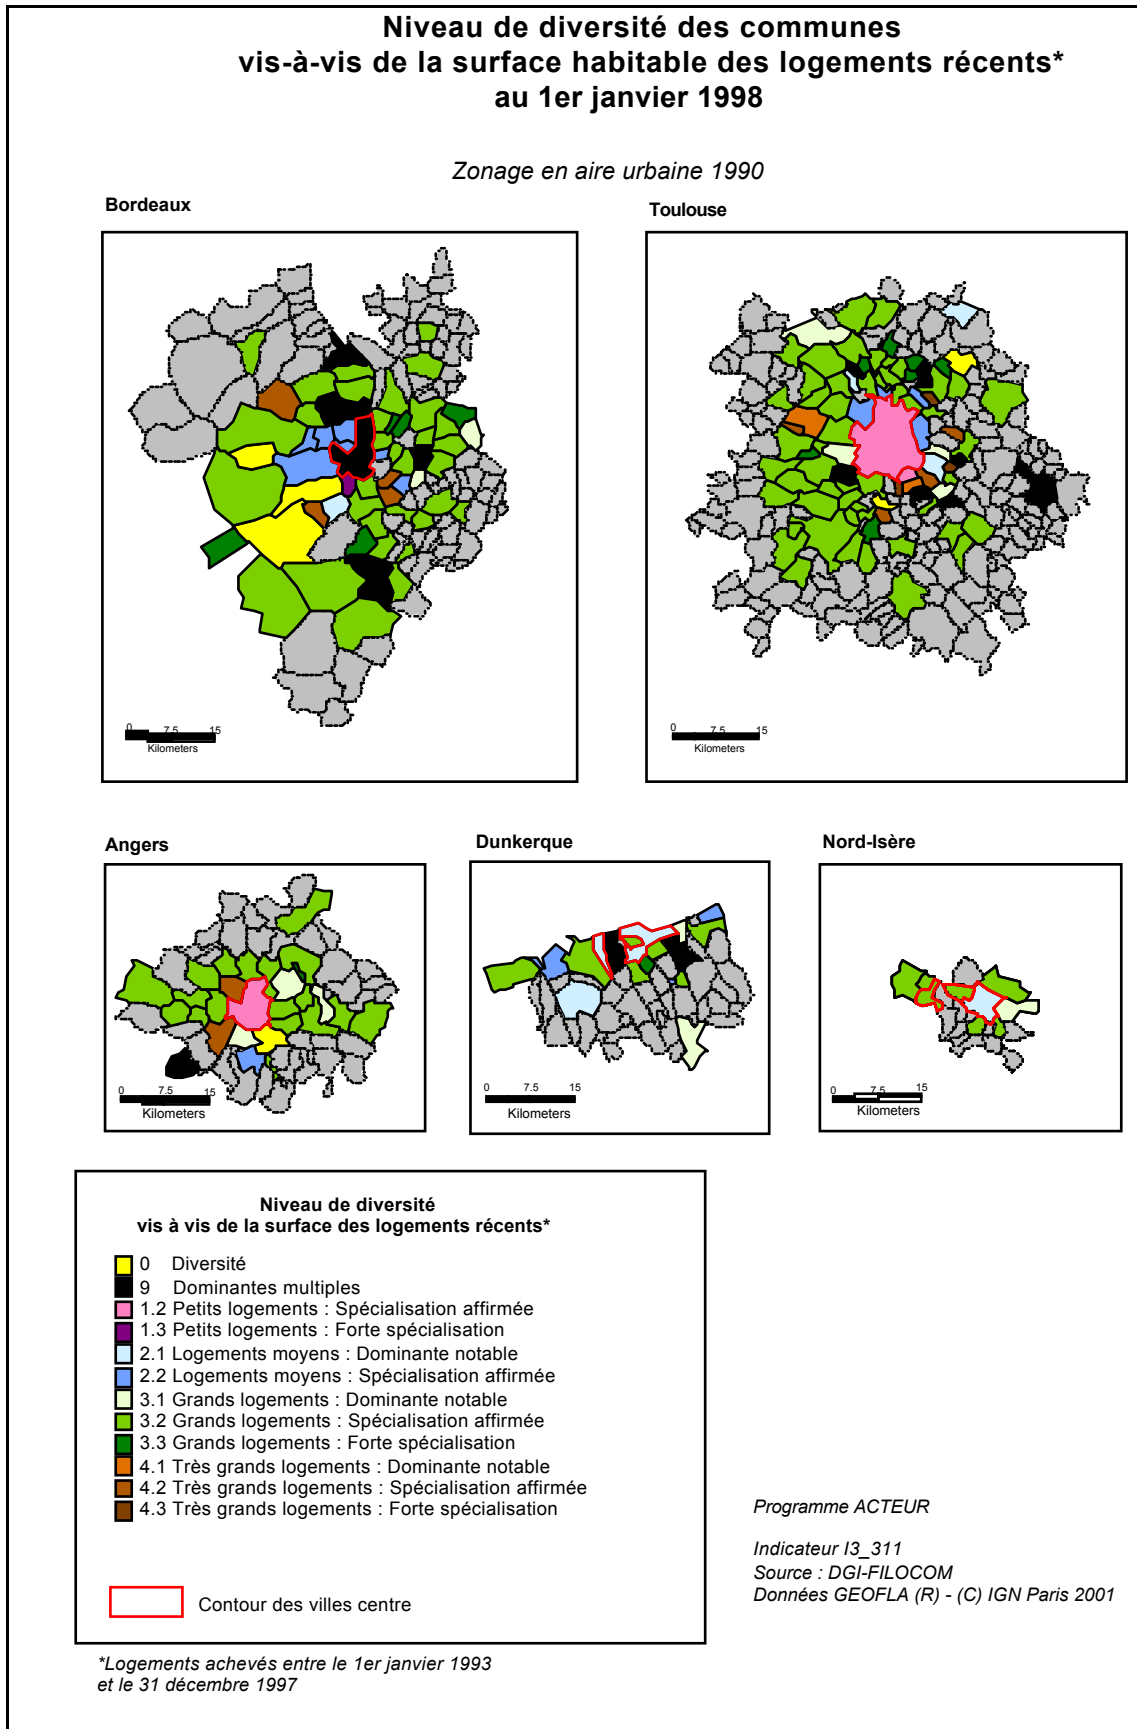 Niveau de diversité des communes
vis-à-vis de la surface habitable des logements récents*
au 1er janvier 1998
Zonage en aire urbaine 1990
Bordeaux
Toulouse
0 7.5 15
Kilometers
0 7.5 15
Kilometers
Angers
Dunkerque
Nord-Isère
0 7.5 15
Kilometers
0 7.5 15
Kilometers
0 7.5 15
Kilometers
Niveau de diversité
vis à vis de la surface des logements récents*
0 Diversité
9 Dominantes multiples
1.2 Petits logements : Spécialisation affirmée
1.3 Petits logements : Forte spécialisation
2.1 Logements moyens : Dominante notable
2.2 Logements moyens : Spécialisation affirmée
3.1 Grands logements : Dominante notable
3.2 Grands logements : Spécialisation affirmée
3.3 Grands logements : Forte spécialisation
4.1 Très grands logements : Dominante notable
4.2 Très grands logements : Spécialisation affirmée
4.3 Très grands logements : Forte spécialisation
Contour des villes centre
Programme ACTEUR
Indicateur I3_311
Source : DGI-FILOCOM
Données GEOFLA (R) - (C) IGN Paris 2001
*Logements achevés entre le 1er janvier 1993
et le 31 décembre 1997